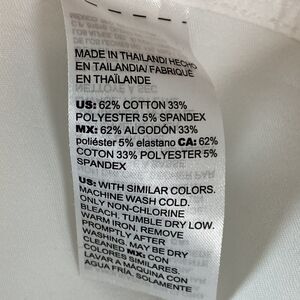 MADE IN THAILAND/ HECHO
EN TAILANDIA/ FABRIQUÉ
EN THAÏLANDE
US: 62% COTTON 33%
POLYESTER 5% SPANDEX
MX: 62% ALGODÓN 33%
poliéster 5% elastano CA: 62%
COTON 33% POLYESTER 5%
SPANDEX
US: WITH SIMILAR COLORS.
MACHINE WASH COLD.
ONLY NON-CHLORINE
BLEACH. TUMBLE DRY LOW.
WARM IRON. REMOVE
PROMPTLY AFTER
WASHING. MAY BE DRY
CLEANED MX: CON
COLORES SIMILARES.
LAVAR A MÁQUINA CON
AGUA FRÍA. SOLAMENTE